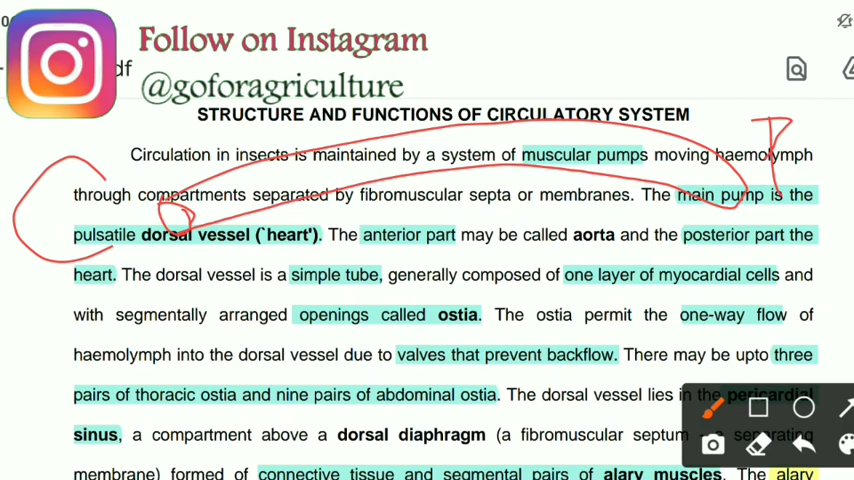 Follow on Instagram
df
@goforagriculture
STRUCTURE AND FUNCTIONS OF CIRCULATORY SYSTEM
Circulation in insects is maintained by a system of muscular pumps moving haemolymph
through compartments separated by fibromuscular septa or membranes. The main pump is the
pulsatile dorsal vessel (`heart'). The anterior part may be called aorta and the posterior part the
heart. The dorsal vessel is a simple tube, generally composed of one layer of myocardial cells and
with segmentally arranged openings called ostia. The ostia permit the one-way flow of
haemolymph into the dorsal vessel due to valves that prevent backflow. There may be upto three
pairs of thoracic ostia and nine pairs of abdominal ostia. The dorsal vessel lies in the pericardial
sinus, a compartment above a dorsal diaphragm (a fibromuscular septum - a separating
membrane) formed of connective tissue and segmental pairs of alary muscles. The alary